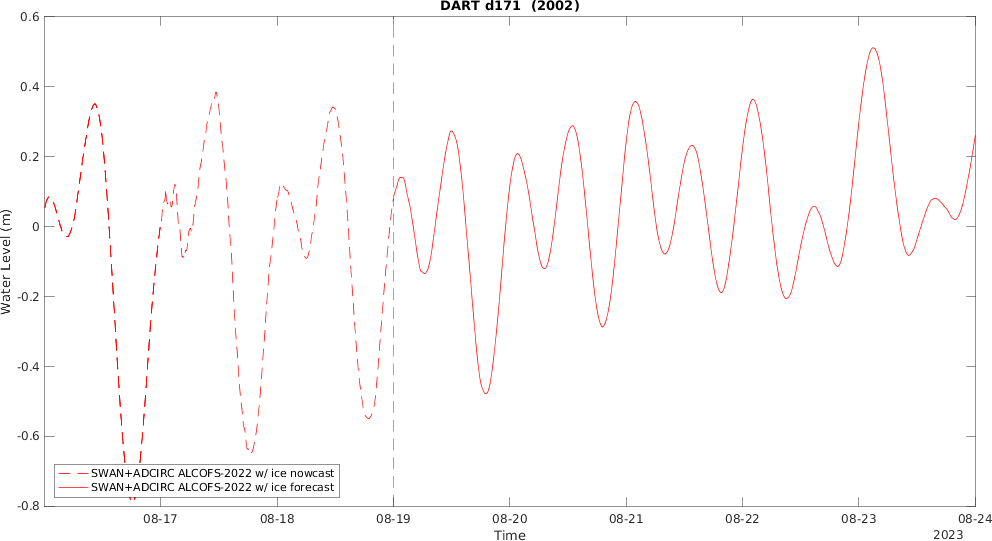 DART d171 (2002)
0.6
0.4
0.2
0
-0.2
-0.4
-0.6
-0.8
Water Level (m)
SWAN+ADCIRC ALCOFS-2022 w/ ice nowcast
SWAN+ADCIRC ALCOFS-2022 w/ ice forecast
08-17 08-18 08-19 08-20 08-21 08-22 08-23 08-24
Time
2023